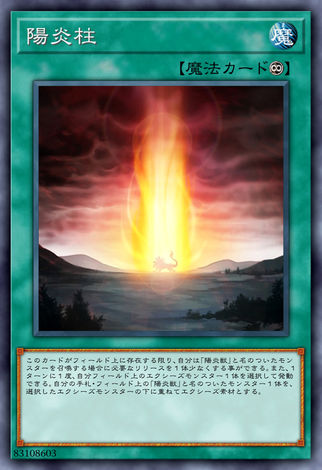 陽炎柱
魔
【魔法カード♾】
このカードがフィールド上に存在する限り、自分は「陽炎獣」と名のついたモン
スターを召喚する場合に必要なリリースを1体少なくする事ができる。また、1
ターンに1度、自分フィールド上のエクシーズモンスター1体を選択して発動
できる。自分の手札・フィールド上の「陽炎獣」と名のついたモンスター1体を、
選択したエクシーズモンスターの下に重ねてエクシーズ素材とする。
83108603